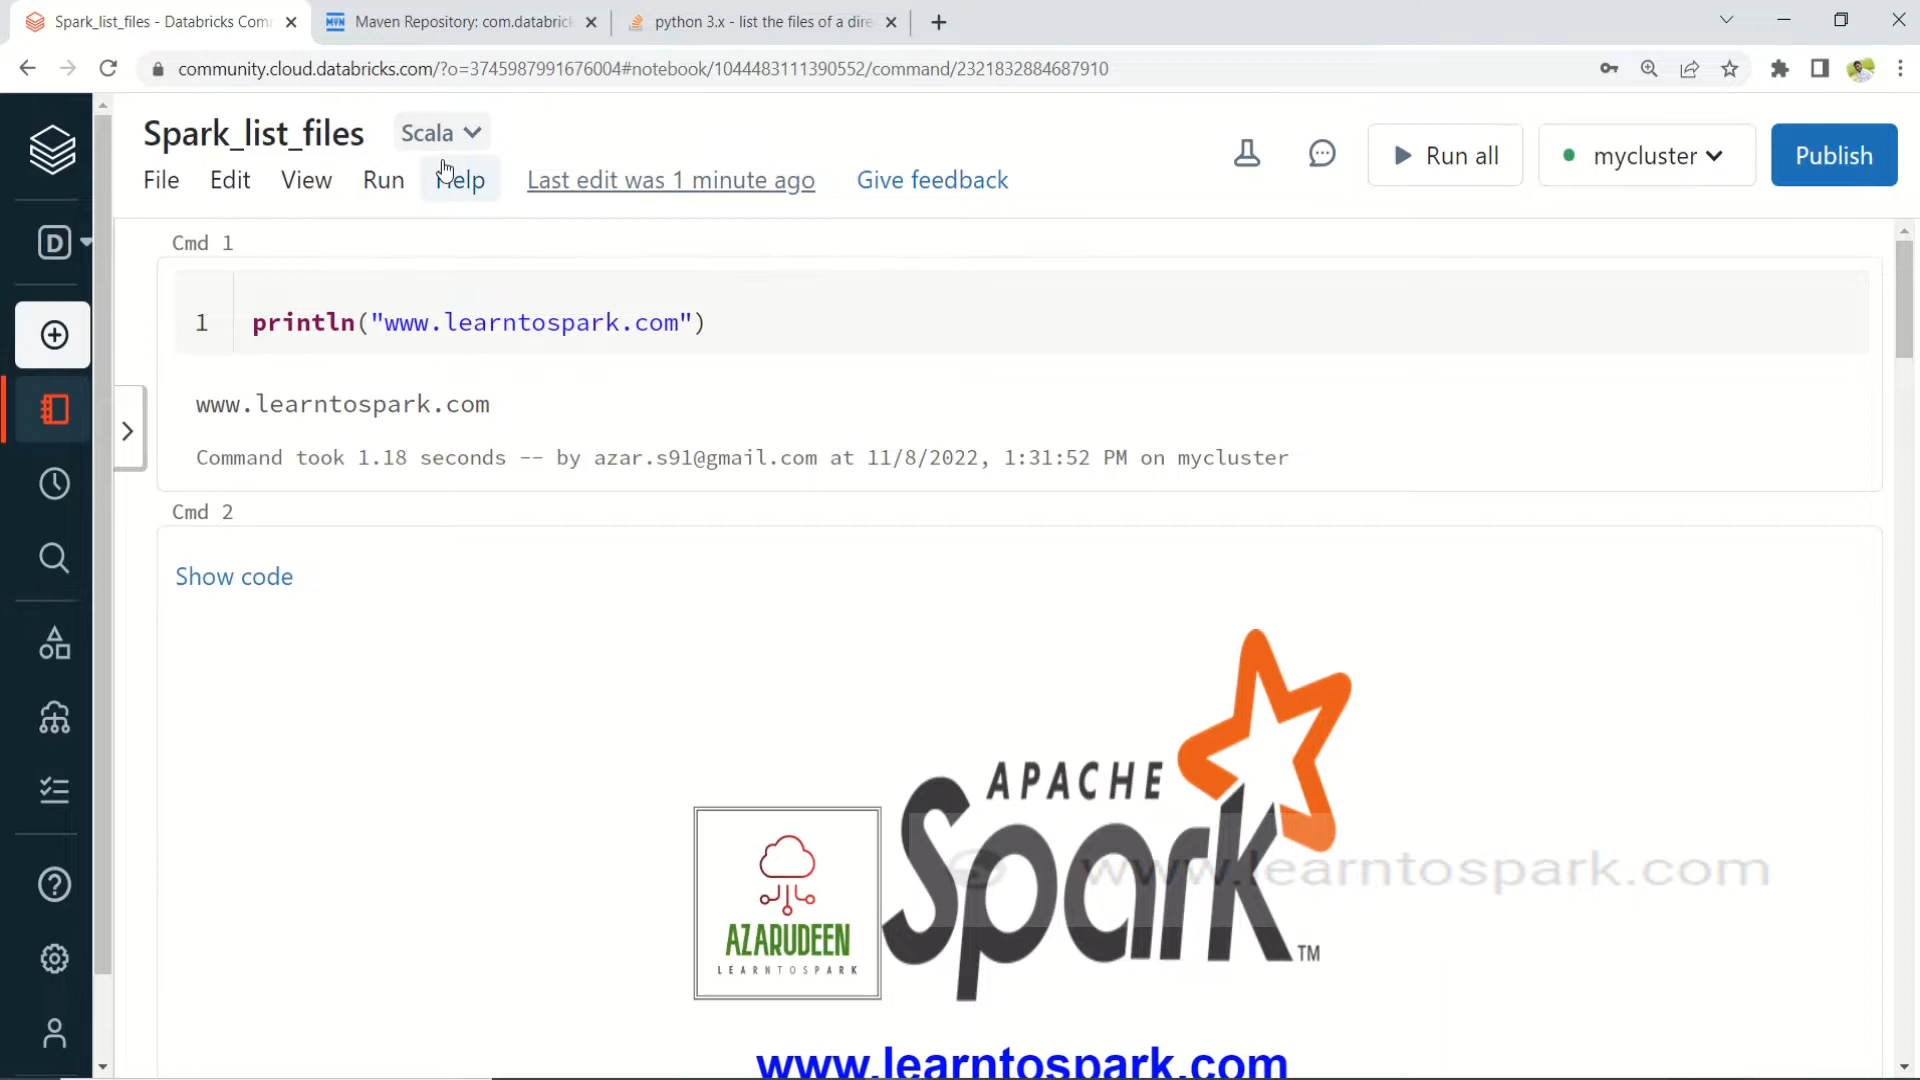 Spark_list_files - Databricks Com
Maven Repository: com.databrick
python 3.x - list the files of a dire
community.cloud.databricks.com/?o=3745987991676004#notebook/1044483111390552/command/2321832884687910
Spark_list_files
Scala
File
Edit
View
Run
Help
Last edit was 1 minute ago
Give feedback
Run all
mycluster
Publish
D
Cmd 1
1
println("www.learntospark.com")
www.learntospark.com
Command took 1.18 seconds -- by azar.s91@gmail.com at 11/8/2022, 1:31:52 PM on mycluster
Cmd 2
Show code
APACHE
Spark
TM
AZARUDEEN
LEARNTOSPARK
www.learntospark.com
www.learntospark.com